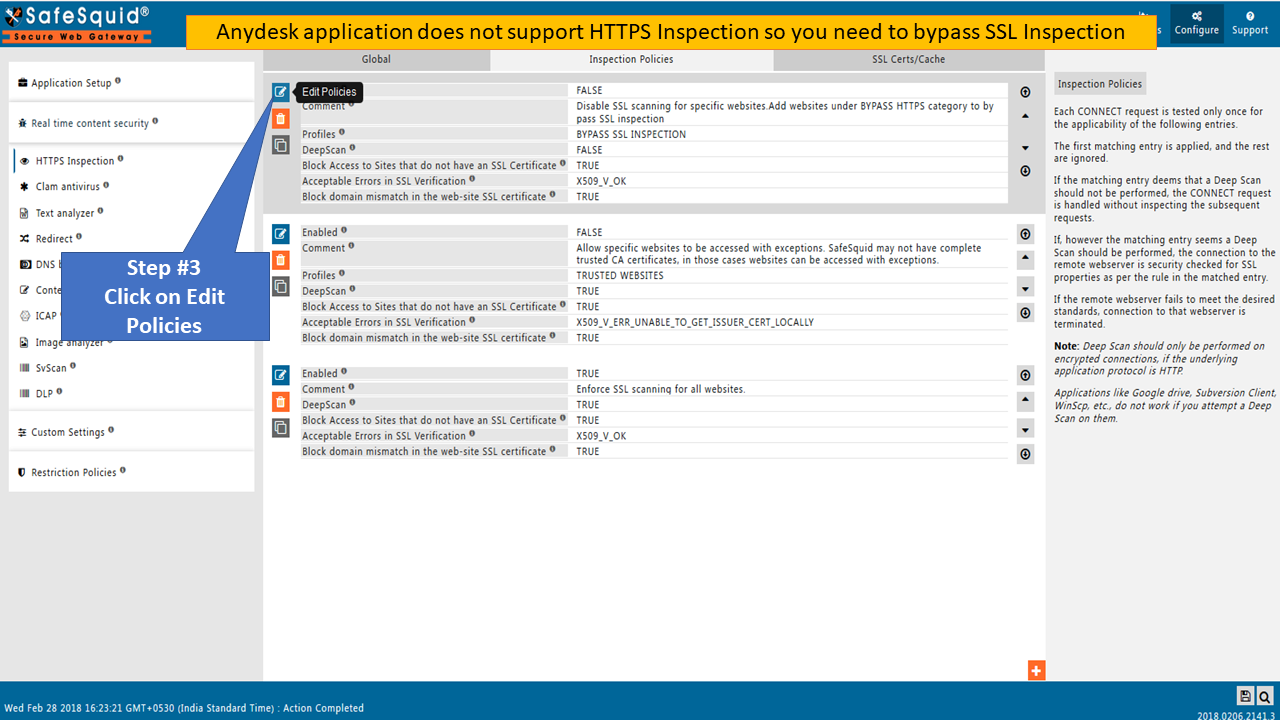 SafeSquid®
Secure Web Gateway
Anydesk application does not support HTTPS Inspection so you need to bypass SSL Inspection
Configure
Support
Application Setup
Real time content security
HTTPS Inspection
Clam antivirus
Text analyzer
Redirect
DNS
Conte
ICAP
Image analyzer
SvScan
DLP
Custom Settings
Restriction Policies
Step #3
Click on Edit
Policies
Global
Inspection Policies
SSL Certs/Cache
Edit Policies
FALSE
Comment
Disable SSL scanning for specific websites.Add websites under BYPASS HTTPS category to by
pass SSL inspection
Profiles
BYPASS SSL INSPECTION
DeepScan
FALSE
Block Access to Sites that do not have an SSL Certificate
TRUE
Acceptable Errors in SSL Verification
X509_V_OK
Block domain mismatch in the web-site SSL certificate
TRUE
Enabled
FALSE
Comment
Allow specific websites to be accessed with exceptions. SafeSquid may not have complete
trusted CA certificates, in those cases websites can be accessed with exceptions.
Profiles
TRUSTED WEBSITES
DeepScan
TRUE
Block Access to Sites that do not have an SSL Certificate
TRUE
Acceptable Errors in SSL Verification
X509_V_ERR_UNABLE_TO_GET_ISSUER_CERT_LOCALLY
Block domain mismatch in the web-site SSL certificate
TRUE
Enabled
TRUE
Comment
Enforce SSL scanning for all websites.
DeepScan
TRUE
Block Access to Sites that do not have an SSL Certificate
TRUE
Acceptable Errors in SSL Verification
X509_V_OK
Block domain mismatch in the web-site SSL certificate
TRUE
Inspection Policies
Each CONNECT request is tested only once for
the applicability of the following entries.
The first matching entry is applied, and the rest
are ignored.
If the matching entry deems that a Deep Scan
should not be performed, the CONNECT request
is handled without inspecting the subsequent
requests.
If, however the matching entry seems a Deep
Scan should be performed, the connection to the
remote webserver is security checked for SSL
properties as per the rule in the matched entry.
If the remote webserver fails to meet the desired
standards, connection to that webserver is
terminated.
Note: Deep Scan should only be performed on
encrypted connections, if the underlying
application protocol is HTTP.
Applications like Google drive, Subversion Client,
WinScp, etc., do not work if you attempt a Deep
Scan on them.
Wed Feb 28 2018 16:23:21 GMT+0530 (India Standard Time) : Action Completed
2018.0206.2141.3